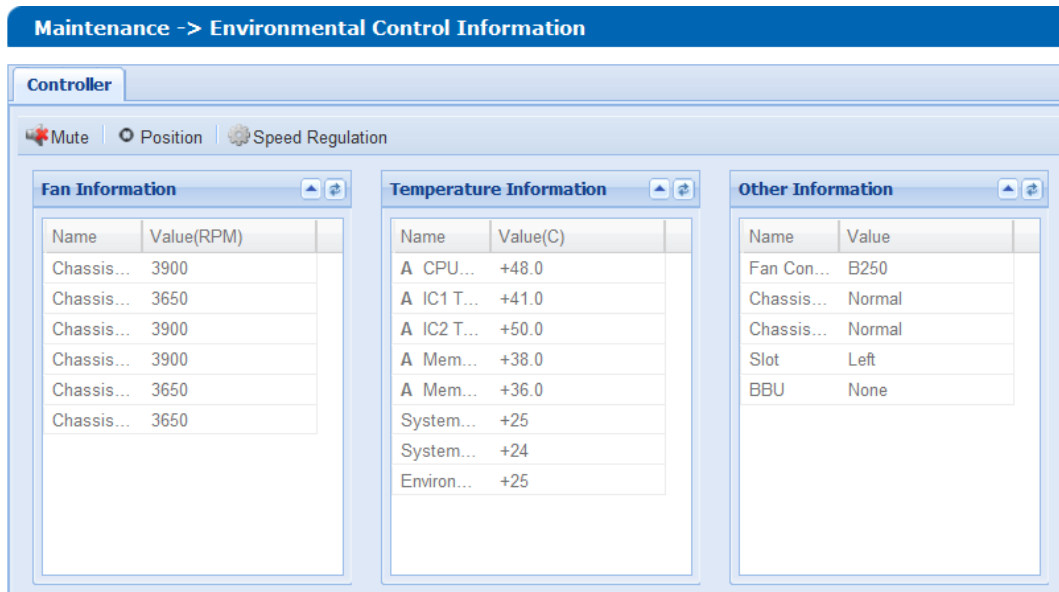 Maintenance -> Environmental Control Information
Controller
Mute Position Speed Regulation
Fan Information
Name Value(RPM)
Chassis... 3900
Chassis... 3650
Chassis... 3900
Chassis... 3900
Chassis... 3650
Chassis... 3650
Temperature Information
Name Value(C)
A CPU... +48.0
A IC1 T... +41.0
A IC2 T... +50.0
A Mem... +38.0
A Mem... +36.0
System... +25
System... +24
Environ... +25
Other Information
Name Value
Fan Con... B250
Chassis... Normal
Chassis... Normal
Slot Left
BBU None